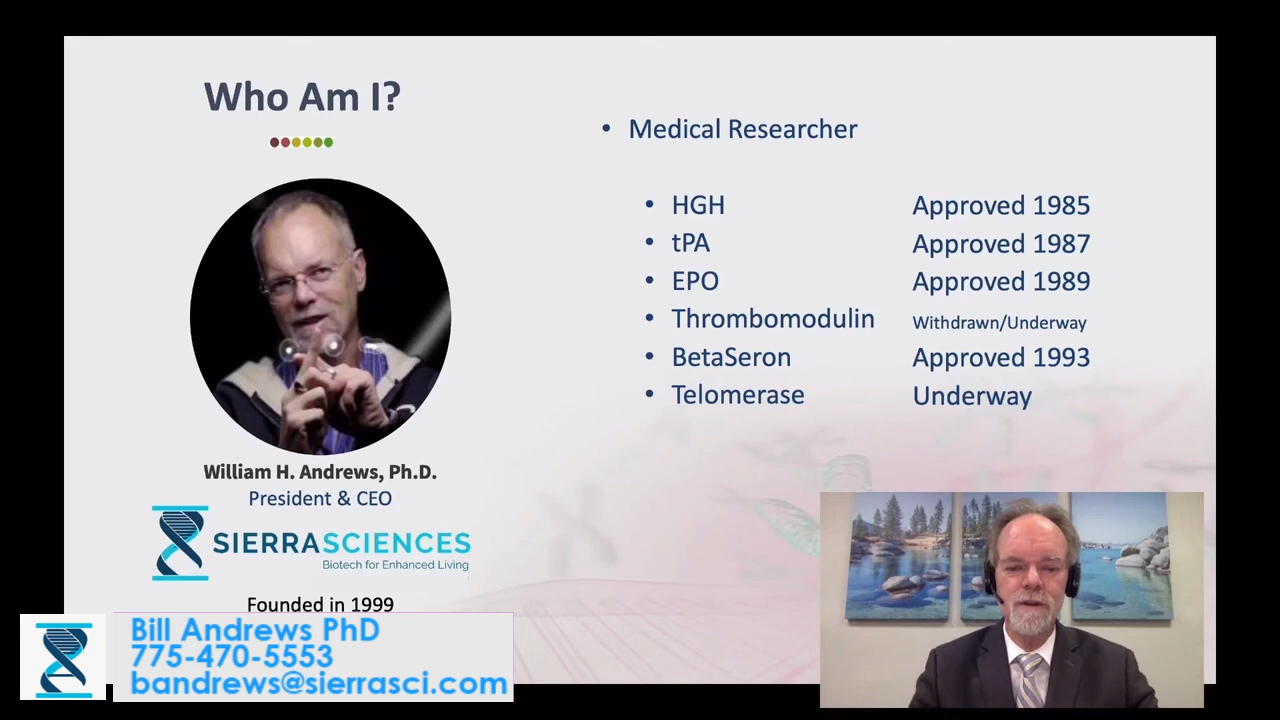 Who Am I?
• Medical Researcher
• HGH Approved 1985
• tPA Approved 1987
• EPO Approved 1989
• Thrombomodulin Withdrawn/Underway
• BetaSeron Approved 1993
• Telomerase Underway
William H. Andrews, Ph.D.
President & CEO
SIERRASCIENCES
Biotech for Enhanced Living
Founded in 1999
Bill Andrews PhD
775-470-5553
bandrews@sierrasci.com